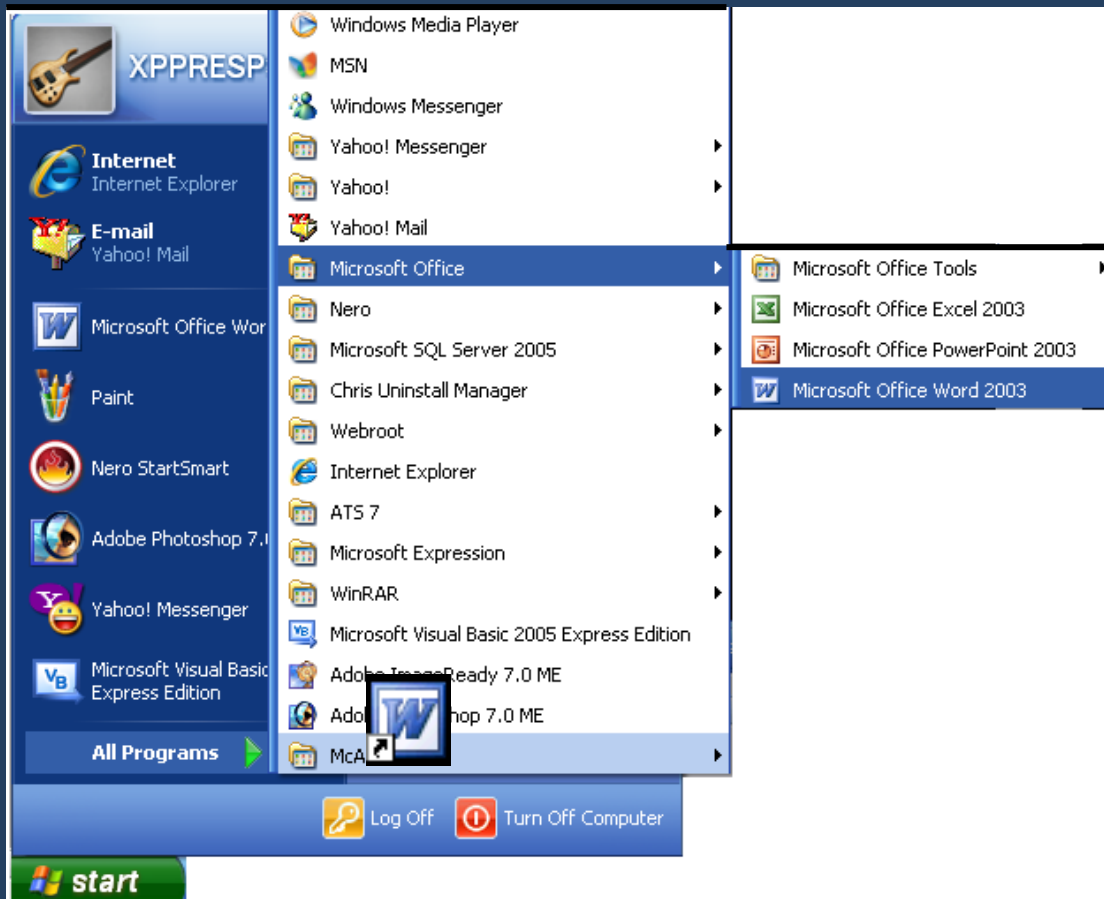 XPPRESP
Internet
Internet Explorer
E-mail
Yahoo! Mail
Microsoft Office Wor
Paint
Nero StartSmart
Adobe Photoshop 7.
Yahoo! Messenger
Microsoft Visual Basic
Express Edition
All Programs
Windows Media Player
MSN
Windows Messenger
Yahoo! Messenger
Yahoo!
Yahoo! Mail
Microsoft Office
Nero
Microsoft SQL Server 2005
Chris Uninstall Manager
Webroot
Internet Explorer
ATS 7
Microsoft Expression
WinRAR
Microsoft Visual Basic 2005 Express Edition
Adobe ImageReady 7.0 ME
Ado hop 7.0 ME
McA
Microsoft Office Tools
Microsoft Office Excel 2003
Microsoft Office PowerPoint 2003
Microsoft Office Word 2003
Log Off
Turn Off Computer
start